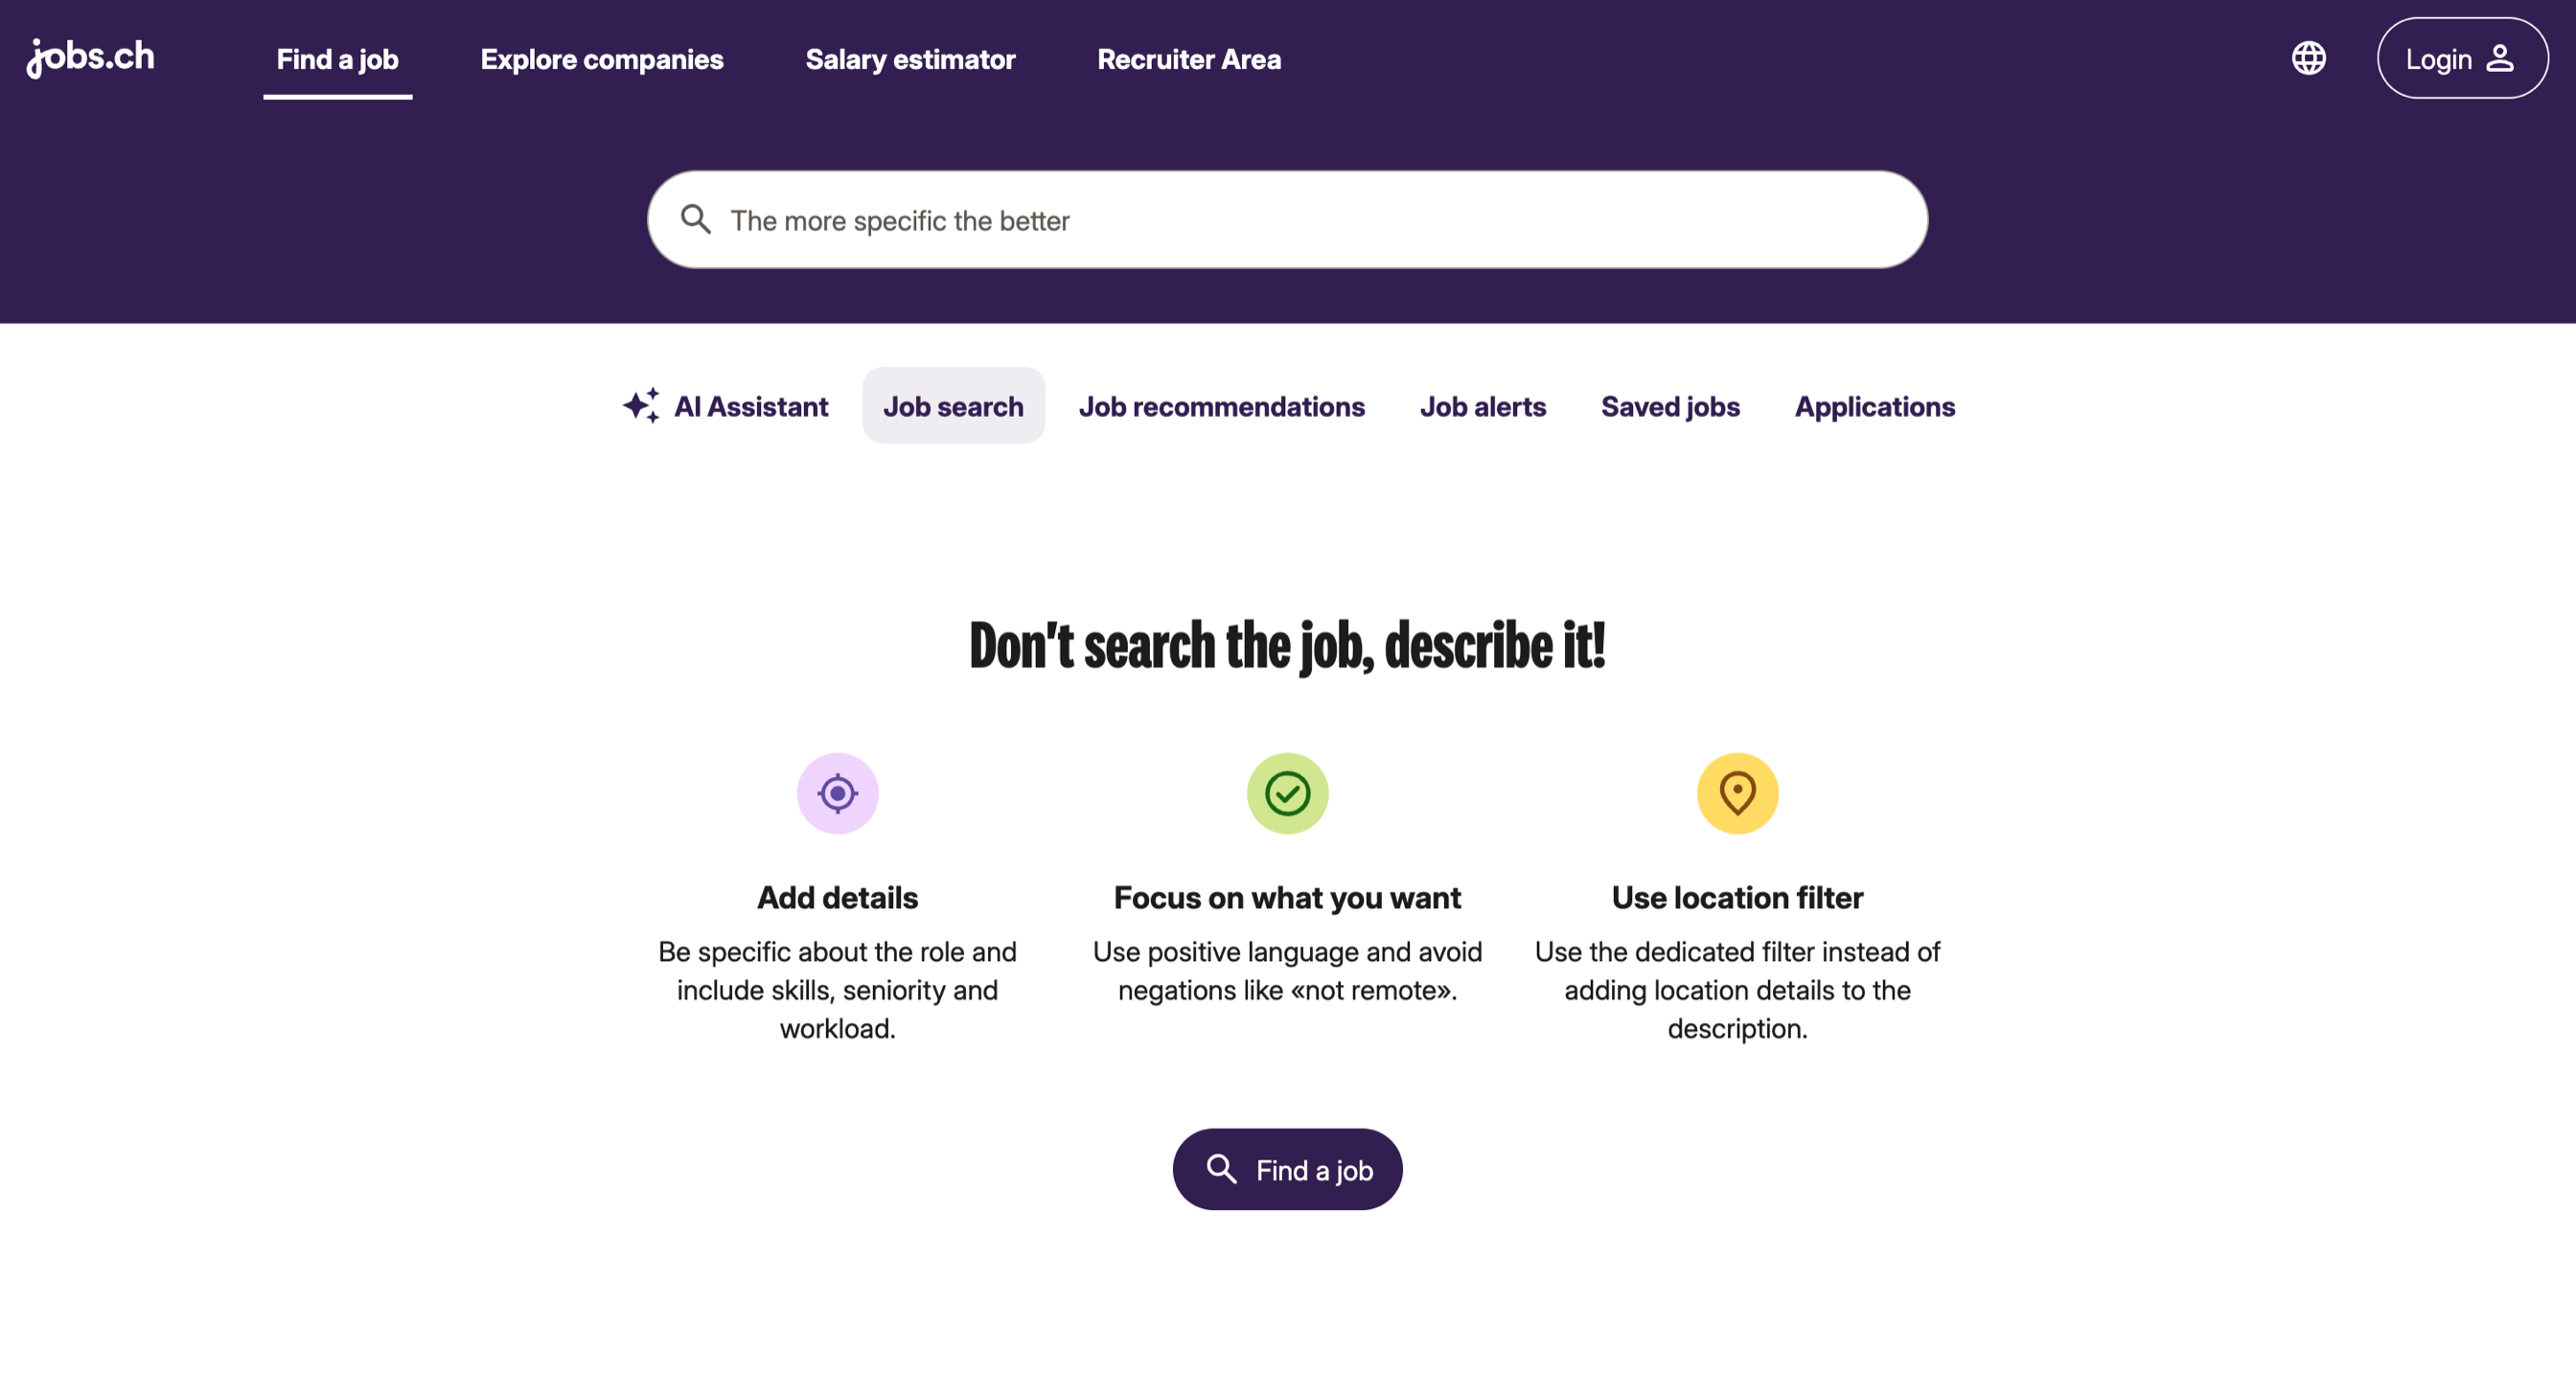 jobs.ch
Find a job
Explore companies
Salary estimator
Recruiter Area
Login
The more specific the better
AI Assistant
Job search
Job recommendations
Job alerts
Saved jobs
Applications
Don't search the job, describe it!
Add details
Be specific about the role and
include skills, seniority and
workload.
Focus on what you want
Use positive language and avoid
negations like «not remote».
Use location filter
Use the dedicated filter instead of
adding location details to the
description.
Find a job